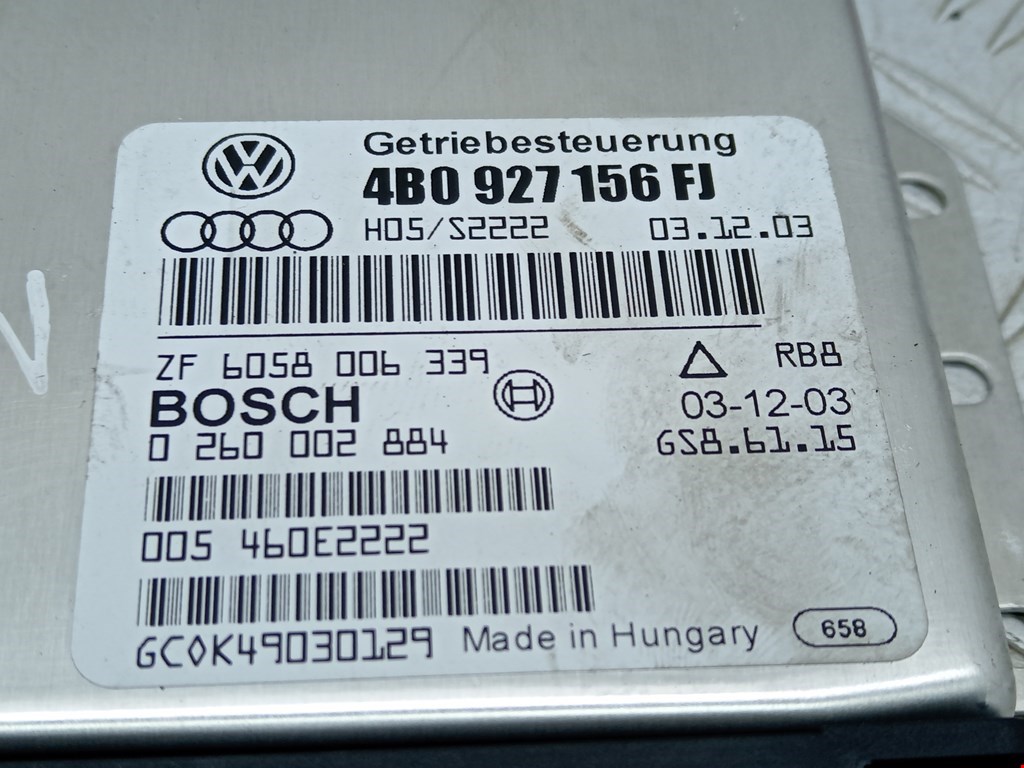 Getriebesteuerung
4B0 927 156 FJ
H05/S2222 03.12.03
ZF 6058 006 339 RB8
BOSCH 03-12-03
0 260 002 884 GS8.61.15
005 460E2222
GC0K49030129 Made in Hungary 658